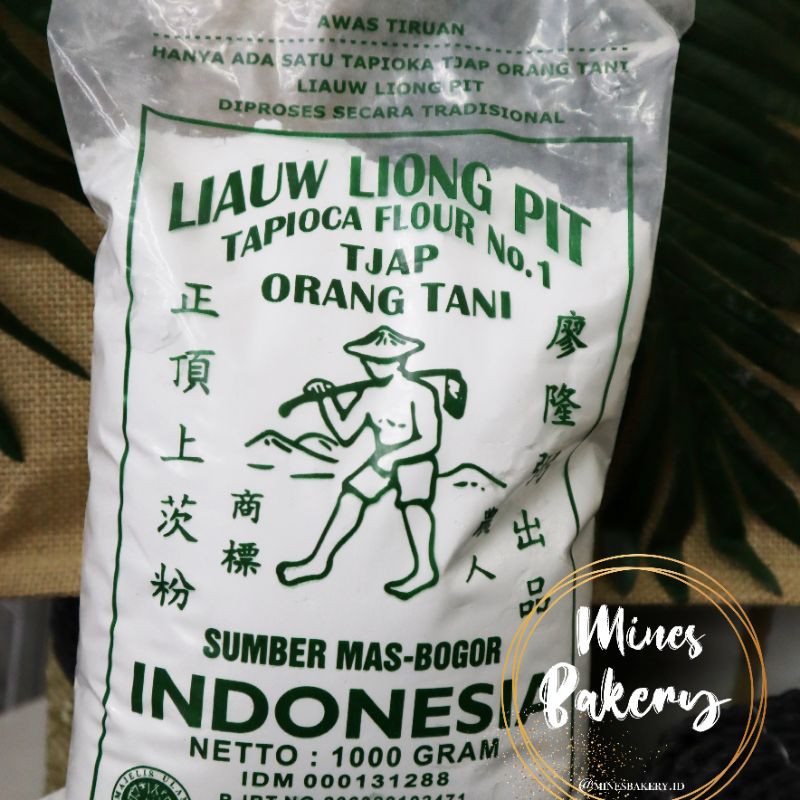 AWAS TIRUAN
HANYA ADA SATU TAPIOKA TJAP ORANG TANI
LIAUW LIONG PIT
DIPROSES SECARA TRADISIONAL
LIAUW LIONG PIT
TAPIOCA FLOUR No.1
TJAP
ORANG TANI
正頂上茨粉
商標
農人
廖隆弼出品
SUMBER MAS-BOGOR
INDONESIA
NETTO : 1000 GRAM
IDM 000131288
MAJELIS ULA
Mines
Bakery
@MINESBAKERY.ID